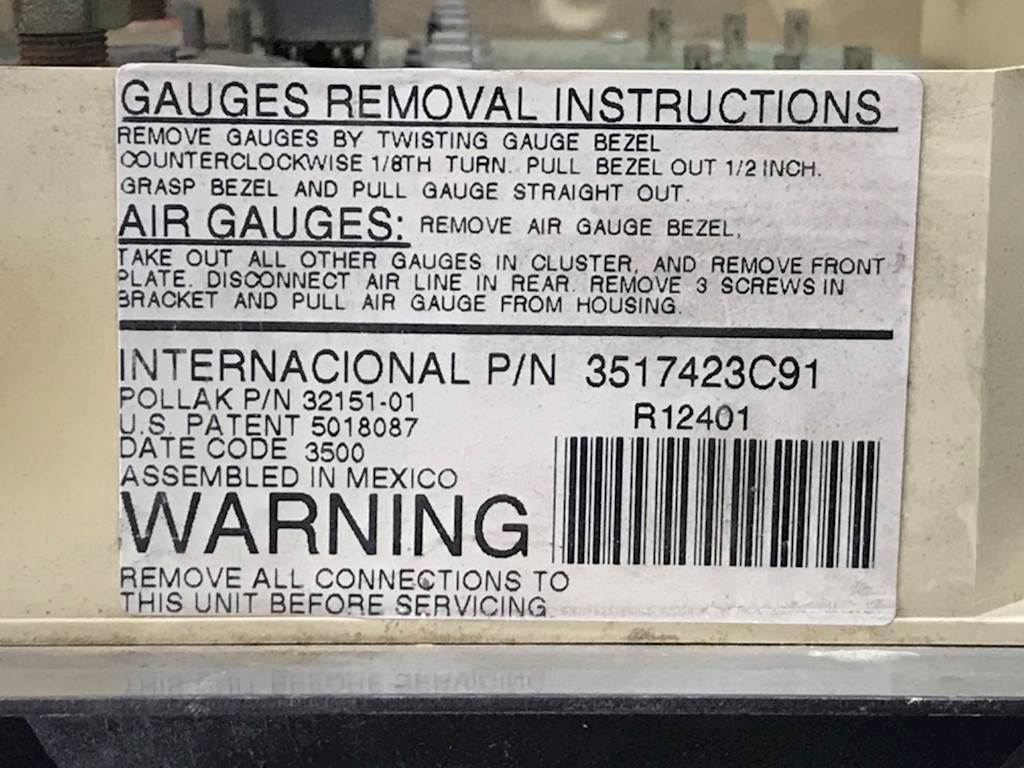 GAUGES REMOVAL INSTRUCTIONS
REMOVE GAUGES BY TWISTING GAUGE BEZEL
COUNTERCLOCKWISE 1/8TH TURN. PULL BEZEL OUT 1/2 INCH.
GRASP BEZEL AND PULL GAUGE STRAIGHT OUT.
AIR GAUGES: REMOVE AIR GAUGE BEZEL,
TAKE OUT ALL OTHER GAUGES IN CLUSTER, AND REMOVE FRONT
PLATE. DISCONNECT AIR LINE IN REAR. REMOVE 3 SCREWS IN
BRACKET AND PULL AIR GAUGE FROM HOUSING.
INTERNACIONAL P/N 3517423C91
POLLAK P/N 32151-01
R12401
U.S. PATENT 5018087
DATE CODE 3500
ASSEMBLED IN MEXICO
WARNING
REMOVE ALL CONNECTIONS TO
THIS UNIT BEFORE SERVICING